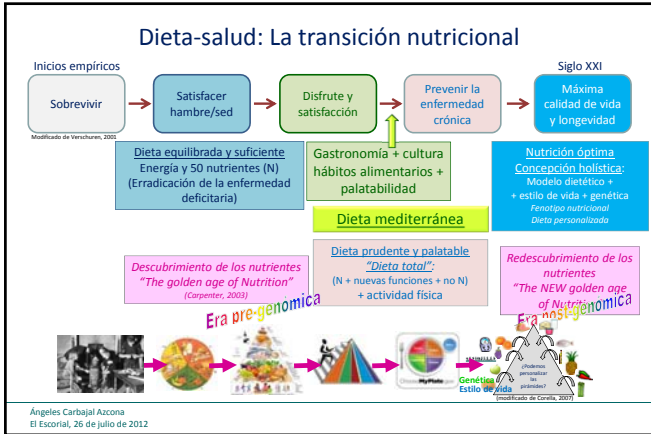 Dieta-salud: La transición nutricional
Inicios empíricos
Siglo XXI
Sobrevivir
Satisfacer
hambre/sed
Disfrute y
satisfacción
Prevenir la
enfermedad
crónica
Máxima
calidad de vida
y longevidad
Modificado de Verschuren, 2001
Dieta equilibrada y suficiente
Energía y 50 nutrientes (N)
(Erradicación de la enfermedad
deficitaria)
Gastronomía + cultura
hábitos alimentarios +
palatabilidad
Nutrición óptima
Concepción holística:
Modelo dietético +
+ estilo de vida + genética
Fenotipo nutricional
Dieta personalizada
Dieta mediterránea
Descubrimiento de los nutrientes
"The golden age of Nutrition"
(Carpenter, 2003)
Dieta prudente y palatable
"Dieta total":
(N + nuevas funciones + no N)
+ actividad física
Redescubrimiento de los
nutrientes
"The NEW golden age
of Nutrition"
Era pre-genómica
Era post-genómica
ChooseMyPlate
Genética
Estilo de vida
¿Podemos
personalizar
las
pirámides?
(modificado de Corella, 2007)
Ángeles Carbajal Azcona
El Escorial, 26 de julio de 2012